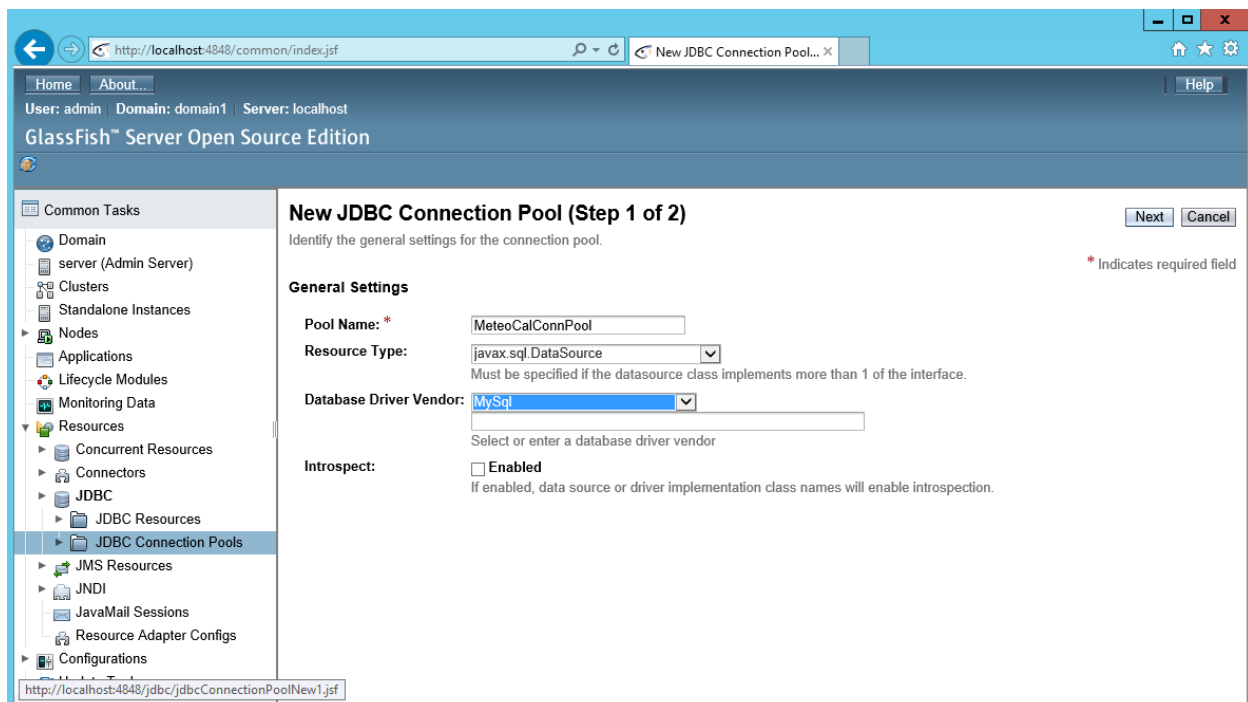 http://localhost:4848/common/index.jsf
New JDBC Connection Pool...
Home About... Help
User: admin Domain: domain1 Server: localhost
GlassFish™ Server Open Source Edition
Common Tasks
Domain
server (Admin Server)
Clusters
Standalone Instances
Nodes
Applications
Lifecycle Modules
Monitoring Data
Resources
Concurrent Resources
Connectors
JDBC
JDBC Resources
JDBC Connection Pools
JMS Resources
JNDI
JavaMail Sessions
Resource Adapter Configs
Configurations
http://localhost:4848/jdbc/jdbcConnectionPoolNew1.jsf
New JDBC Connection Pool (Step 1 of 2)
Next Cancel
Identify the general settings for the connection pool.
* Indicates required field
General Settings
Pool Name: * MeteoCalConnPool
Resource Type: javax.sql.DataSource
Must be specified if the datasource class implements more than 1 of the interface.
Database Driver Vendor: MySql
Select or enter a database driver vendor
Introspect: Enabled
If enabled, data source or driver implementation class names will enable introspection.